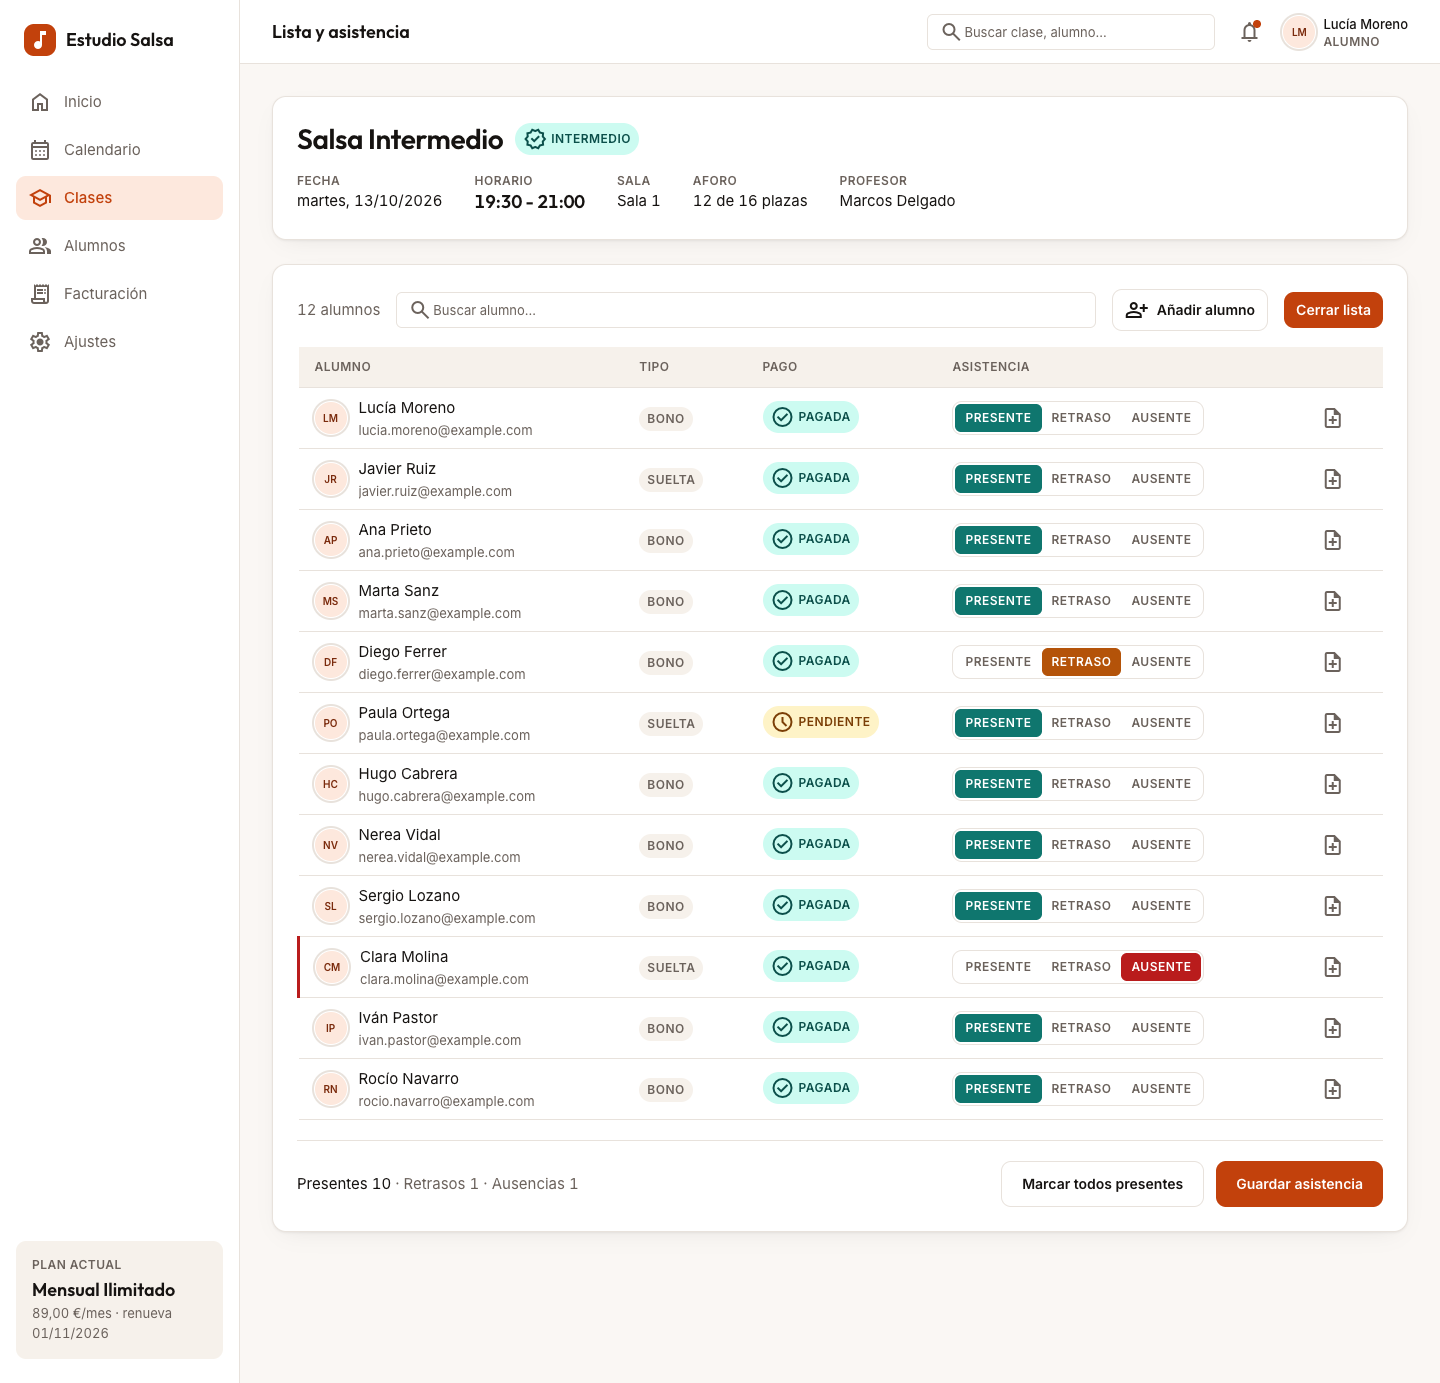 Estudio Salsa
Inicio
Calendario
Clases
Alumnos
Facturación
Ajustes
PLAN ACTUAL
Mensual Ilimitado
89,00 €/mes · renueva
01/11/2026
Lista y asistencia
Buscar clase, alumno...
LM
Lucía Moreno
ALUMNO
Salsa Intermedio
INTERMEDIO
FECHA
martes, 13/10/2026
HORARIO
19:30 - 21:00
SALA
Sala 1
AFORO
12 de 16 plazas
PROFESOR
Marcos Delgado
12 alumnos
Buscar alumno...
Añadir alumno
Cerrar lista
ALUMNO TIPO PAGO ASISTENCIA
LM Lucía Moreno BONO PAGADA PRESENTE RETRASO AUSENTE
lucia.moreno@example.com
JR Javier Ruiz SUELTA PAGADA PRESENTE RETRASO AUSENTE
javier.ruiz@example.com
AP Ana Prieto BONO PAGADA PRESENTE RETRASO AUSENTE
ana.prieto@example.com
MS Marta Sanz BONO PAGADA PRESENTE RETRASO AUSENTE
marta.sanz@example.com
DF Diego Ferrer BONO PAGADA PRESENTE RETRASO AUSENTE
diego.ferrer@example.com
PO Paula Ortega SUELTA PENDIENTE PRESENTE RETRASO AUSENTE
paula.ortega@example.com
HC Hugo Cabrera BONO PAGADA PRESENTE RETRASO AUSENTE
hugo.cabrera@example.com
NV Nerea Vidal BONO PAGADA PRESENTE RETRASO AUSENTE
nerea.vidal@example.com
SL Sergio Lozano BONO PAGADA PRESENTE RETRASO AUSENTE
sergio.lozano@example.com
CM Clara Molina SUELTA PAGADA PRESENTE RETRASO AUSENTE
clara.molina@example.com
IP Iván Pastor BONO PAGADA PRESENTE RETRASO AUSENTE
ivan.pastor@example.com
RN Rocío Navarro BONO PAGADA PRESENTE RETRASO AUSENTE
rocio.navarro@example.com
Presentes 10 · Retrasos 1 · Ausencias 1
Marcar todos presentes
Guardar asistencia